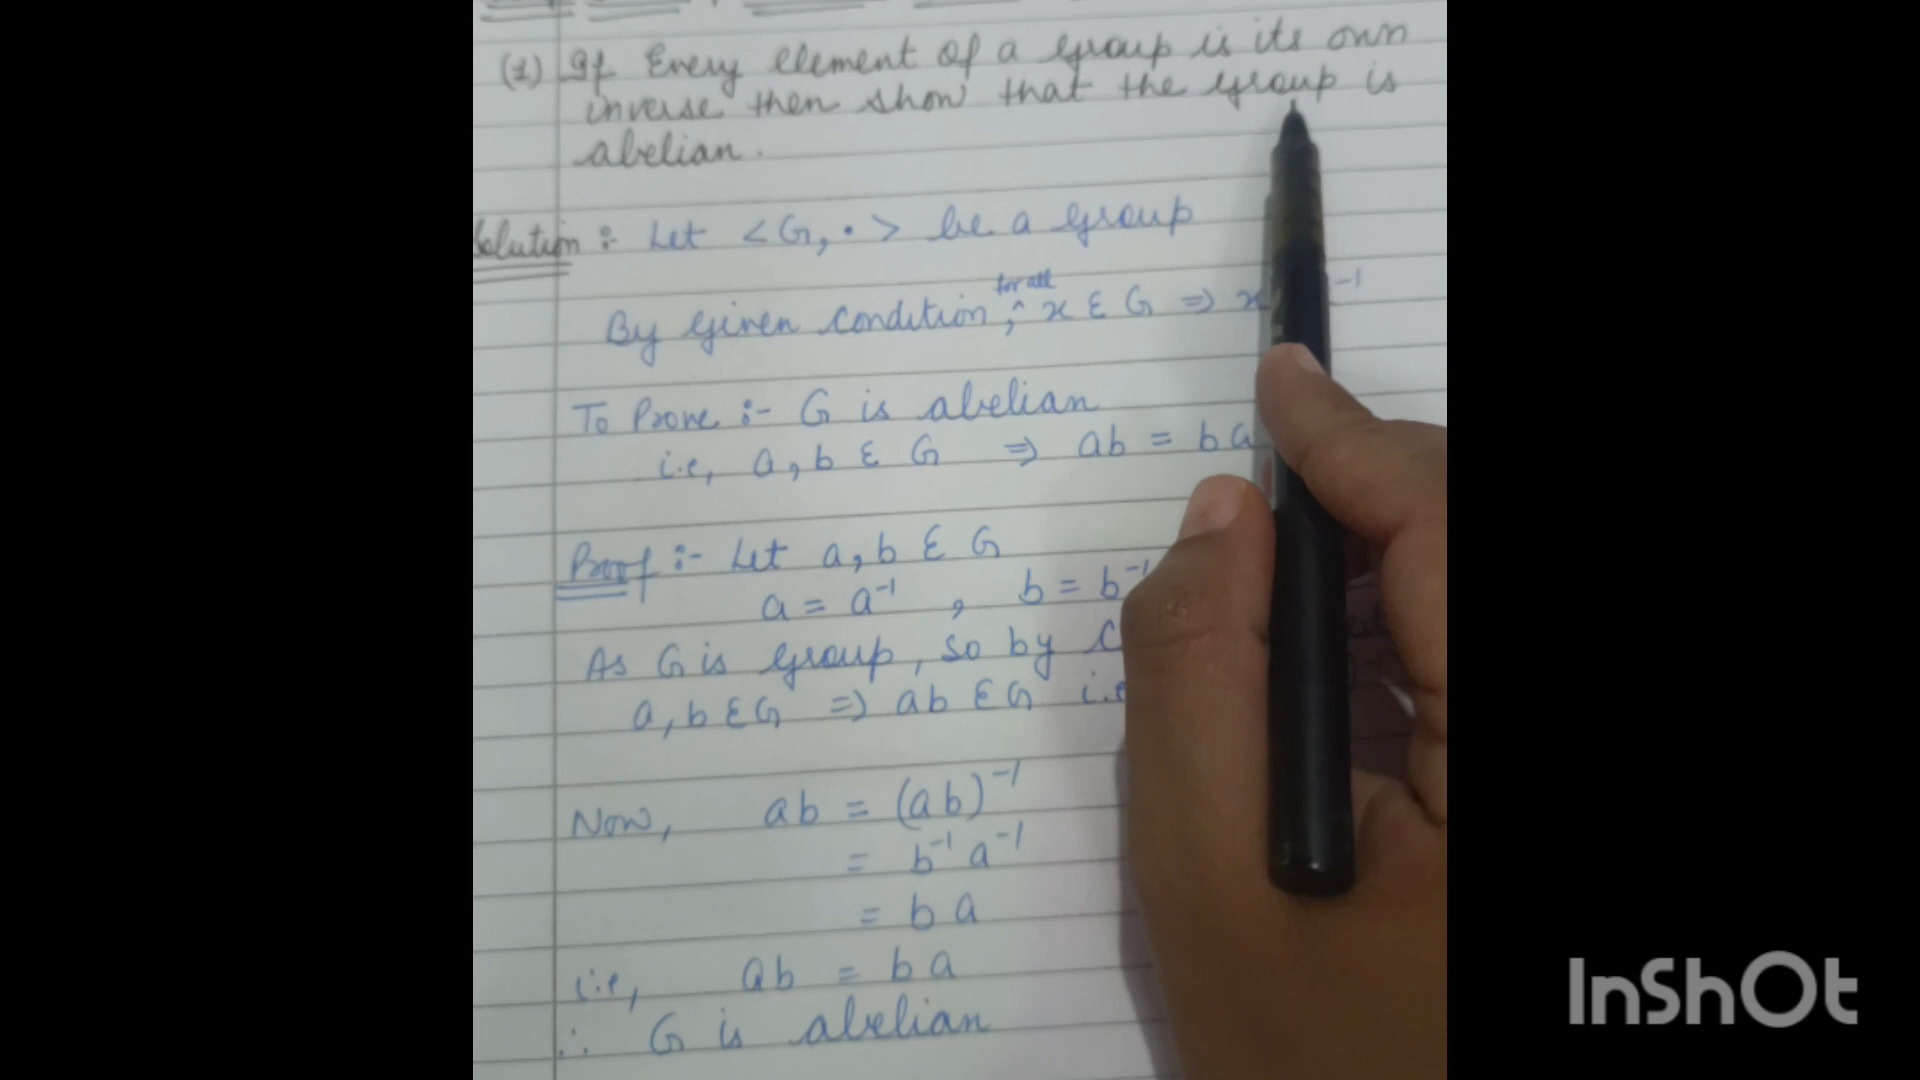 (1) If Every element of a group is its own
inverse then show that the group is
abelian.
Solution :- Let <G, •> be a group
By Given condition, ^ for all x ε G ⇒ x -1
To Prove :- G is abelian
i.e, a, b ε G ⇒ ab = ba
Proof :- Let a, b ε G
a = a⁻¹ , b = b⁻¹
As G is group, so by
a, b ε G ⇒ ab ε G i.e
Now, ab = (ab)⁻¹
= b⁻¹ a⁻¹
= b a
i.e, ab = ba
∴ G is abelian
InShOt